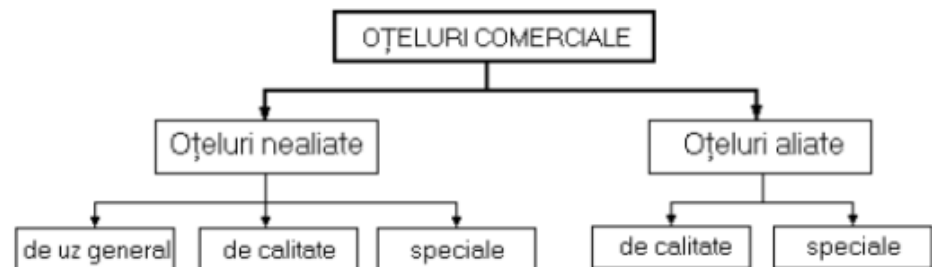 OȚELURI COMERCIALE
Oțeluri nealiate
Oțeluri aliate
de uz general
de calitate
speciale
de calitate
speciale